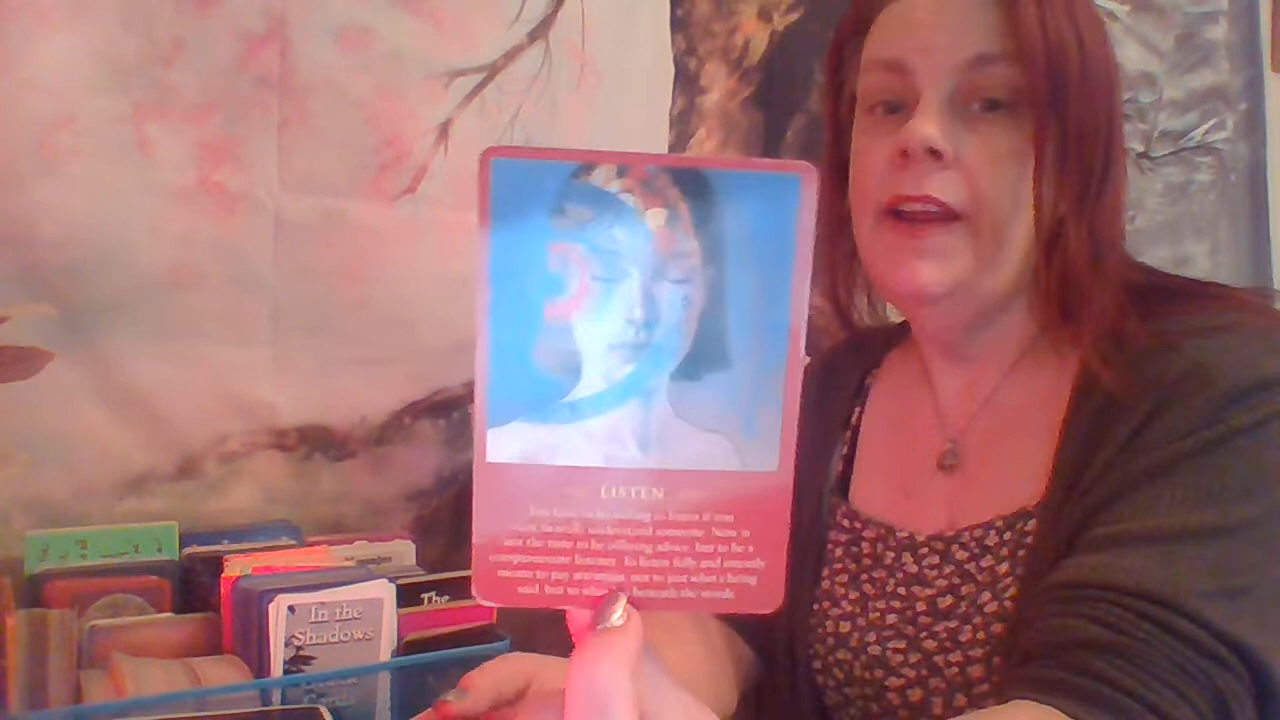 LISTEN
You have to be willing to listen if you
want to truly understand someone. Now is
not the time to be offering advice, but to be a
compassionate listener. To listen fully and intently
means to pay attention, not to just what's being
said, but to beneath the words.
In the
Shadows
The